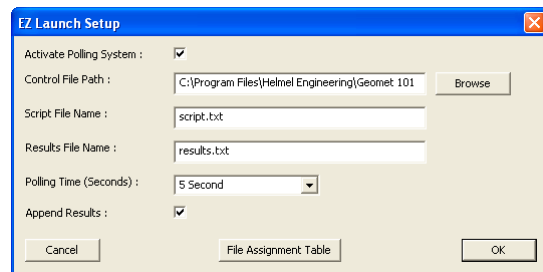 EZ Launch Setup
Activate Polling System :
Control File Path : C:\Program Files\Helmel Engineering\Geomet 101 Browse
Script File Name : script.txt
Results File Name : results.txt
Polling Time (Seconds) : 5 Second
Append Results :
Cancel File Assignment Table OK